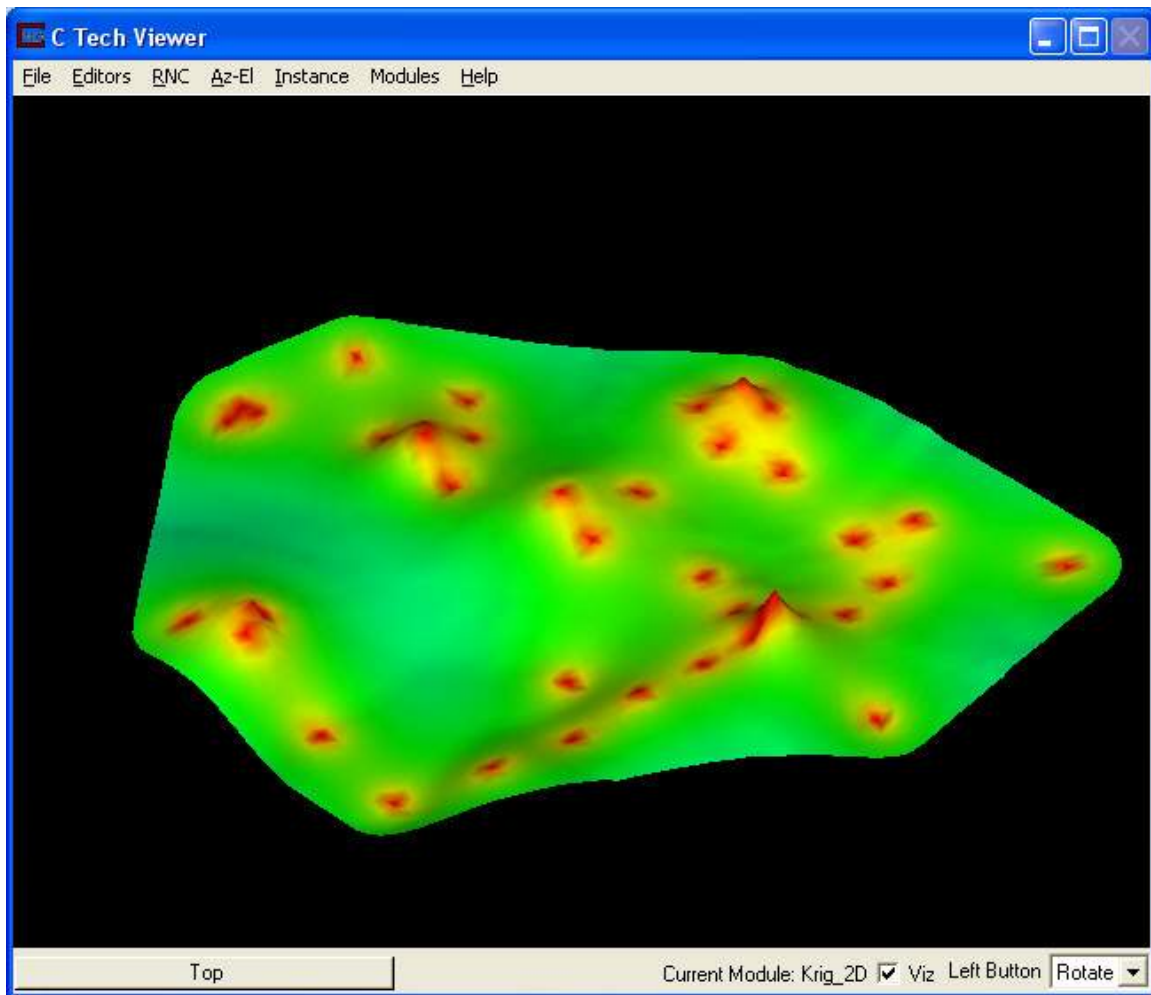 C Tech Viewer
File Editors RNC Az-El Instance Modules Help
Top Current Module: Krig_2D Viz Left Button Rotate